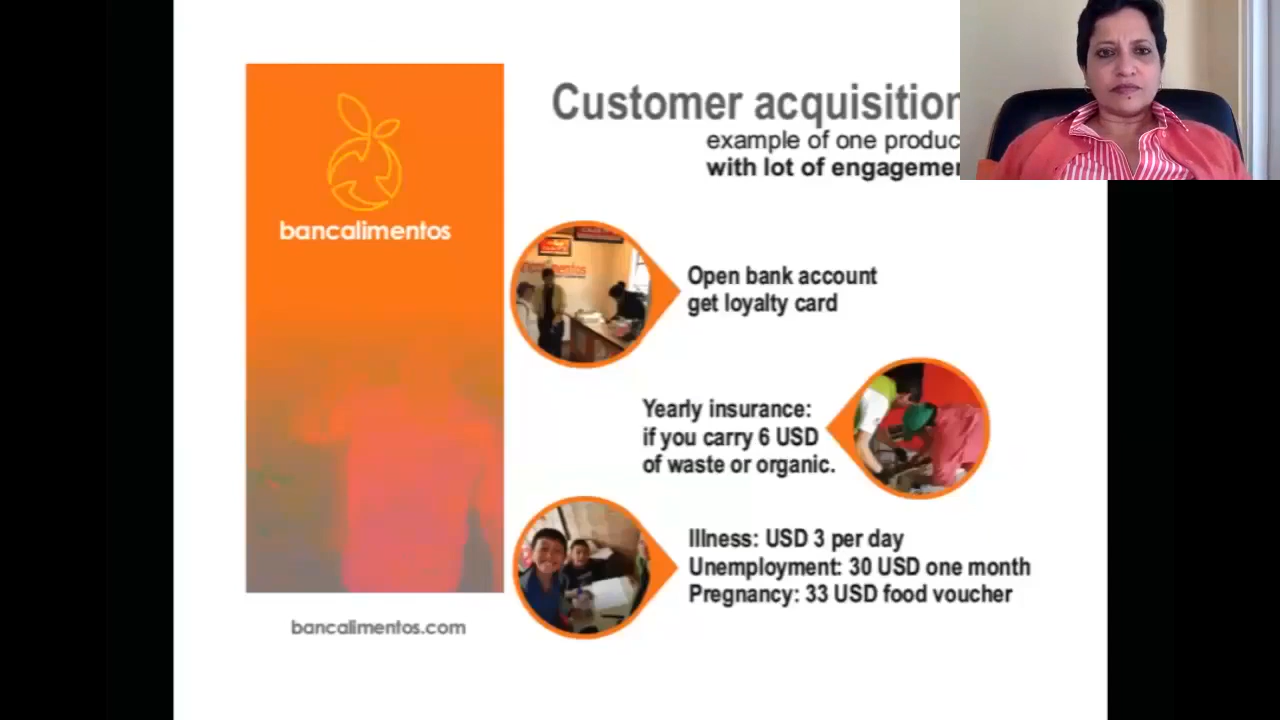 Customer acquisition
example of one produc
with lot of engagemen
bancalimentos
Open bank account
get loyalty card
Yearly insurance:
if you carry 6 USD
of waste or organic.
Illness: USD 3 per day
Unemployment: 30 USD one month
Pregnancy: 33 USD food voucher
bancalimentos.com